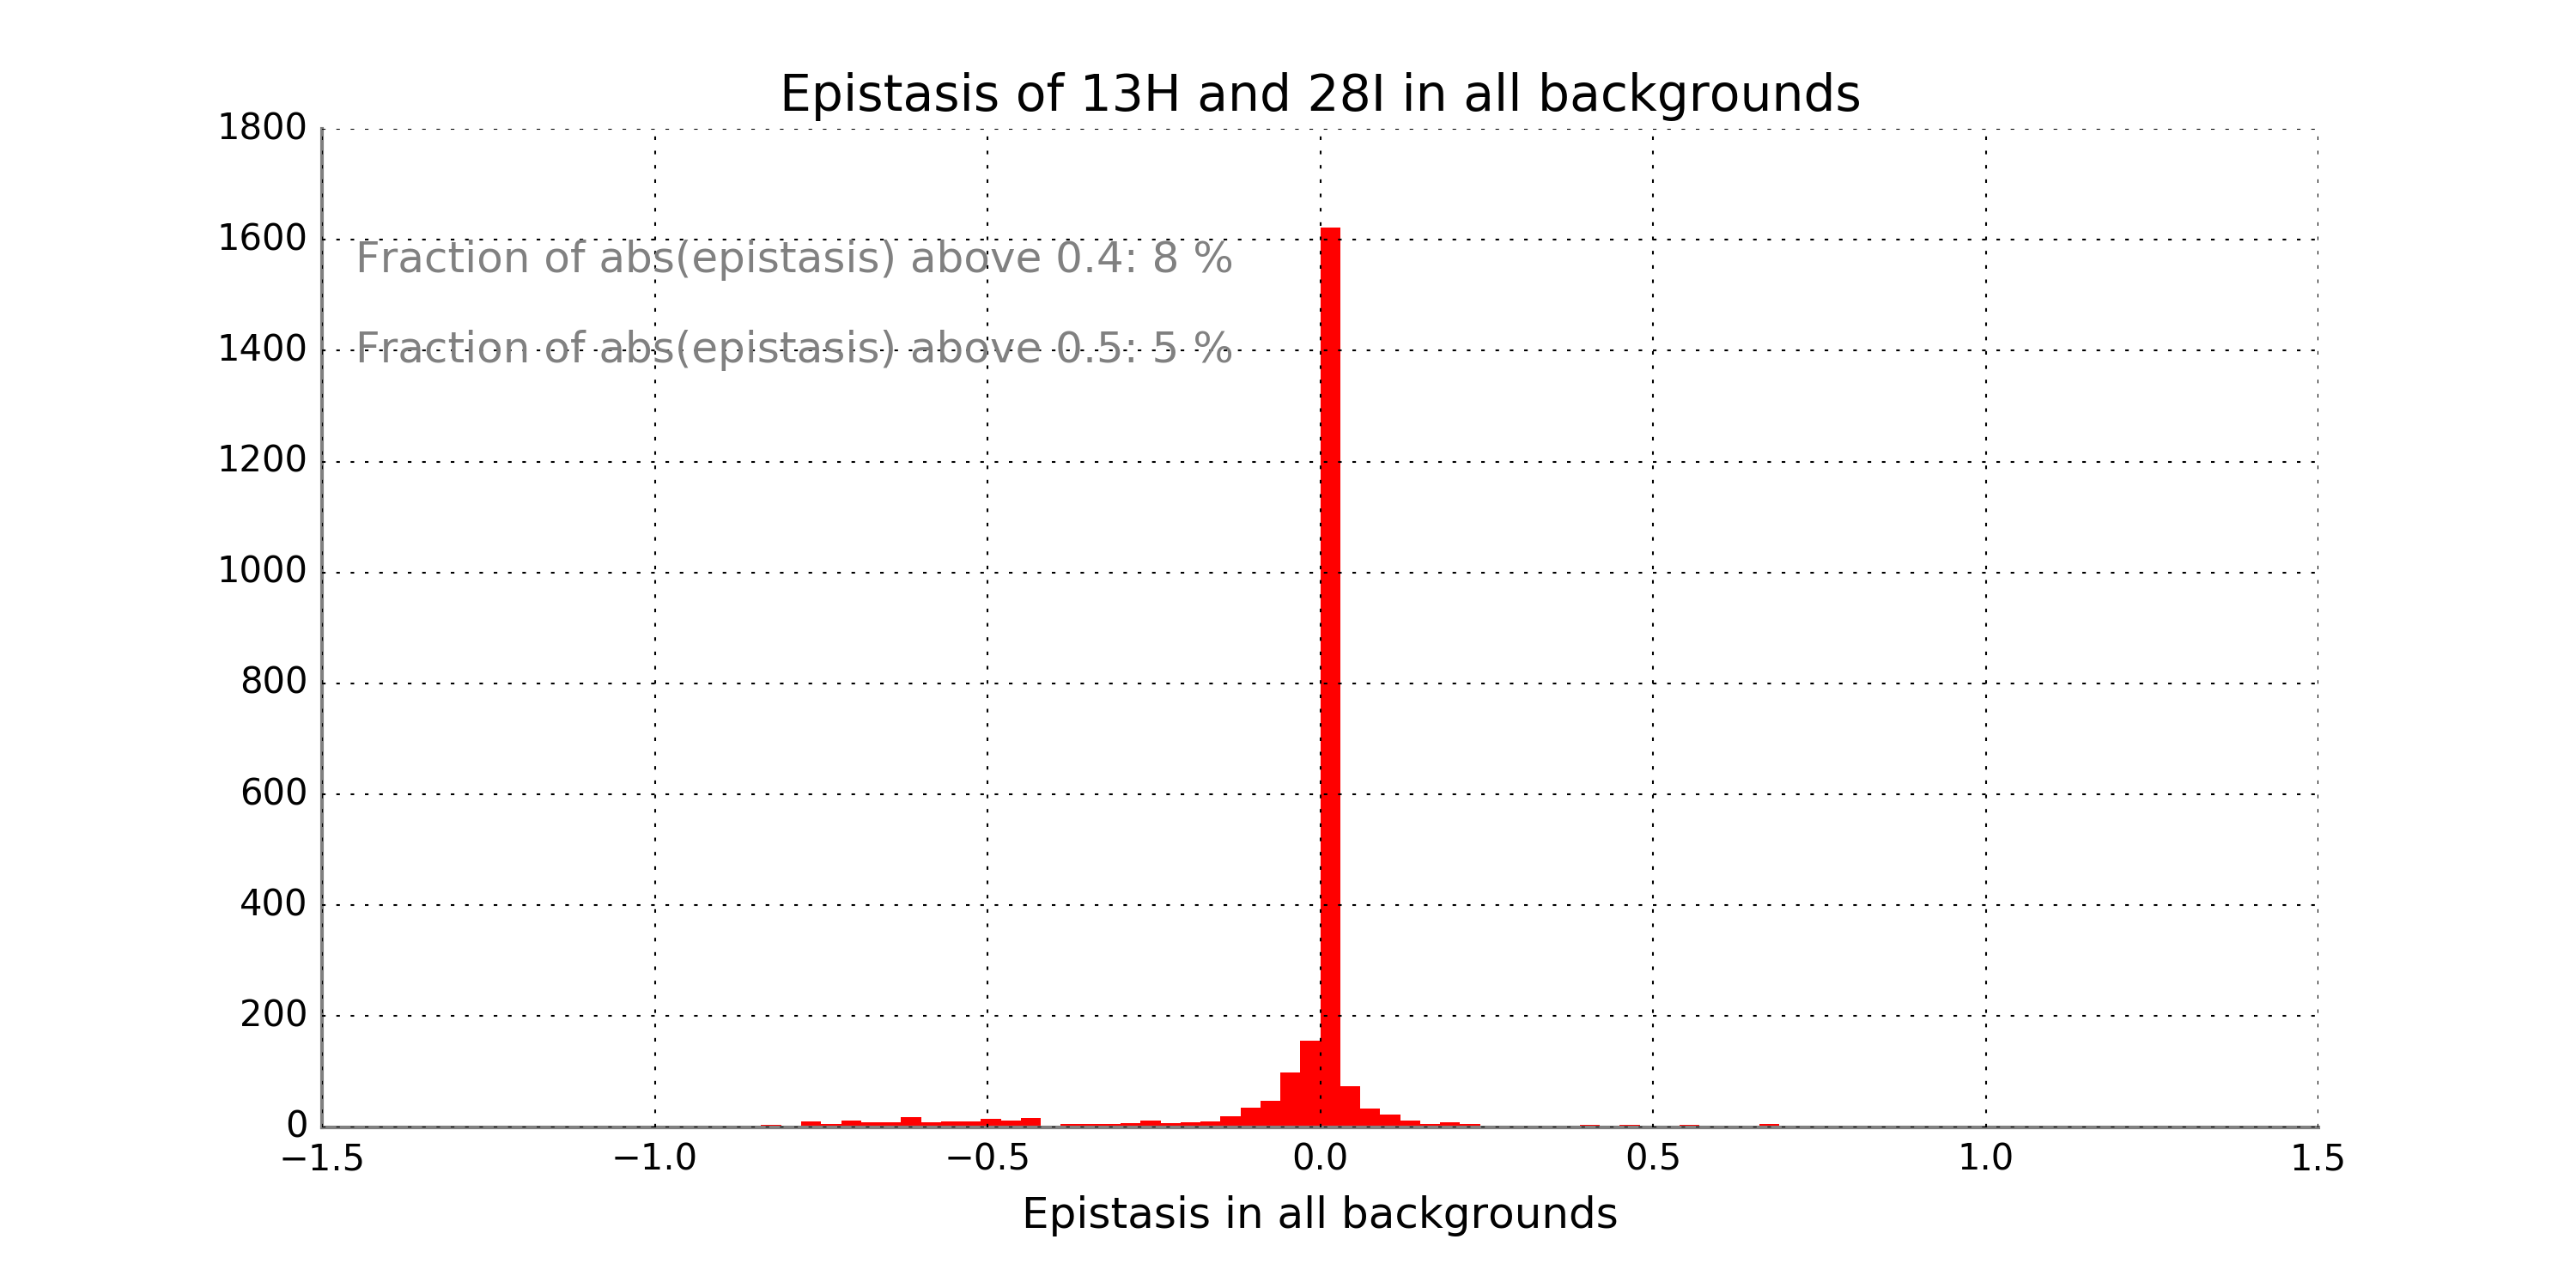 Epistasis of 13H and 28I in all backgrounds
1800
1600
Fraction of abs(epistasis) above 0.4: 8 %
1400
Fraction of abs(epistasis) above 0.5: 5 %
1200
1000
800
600
400
200
0
−1.5 −1.0 −0.5 0.0 0.5 1.0 1.5
Epistasis in all backgrounds